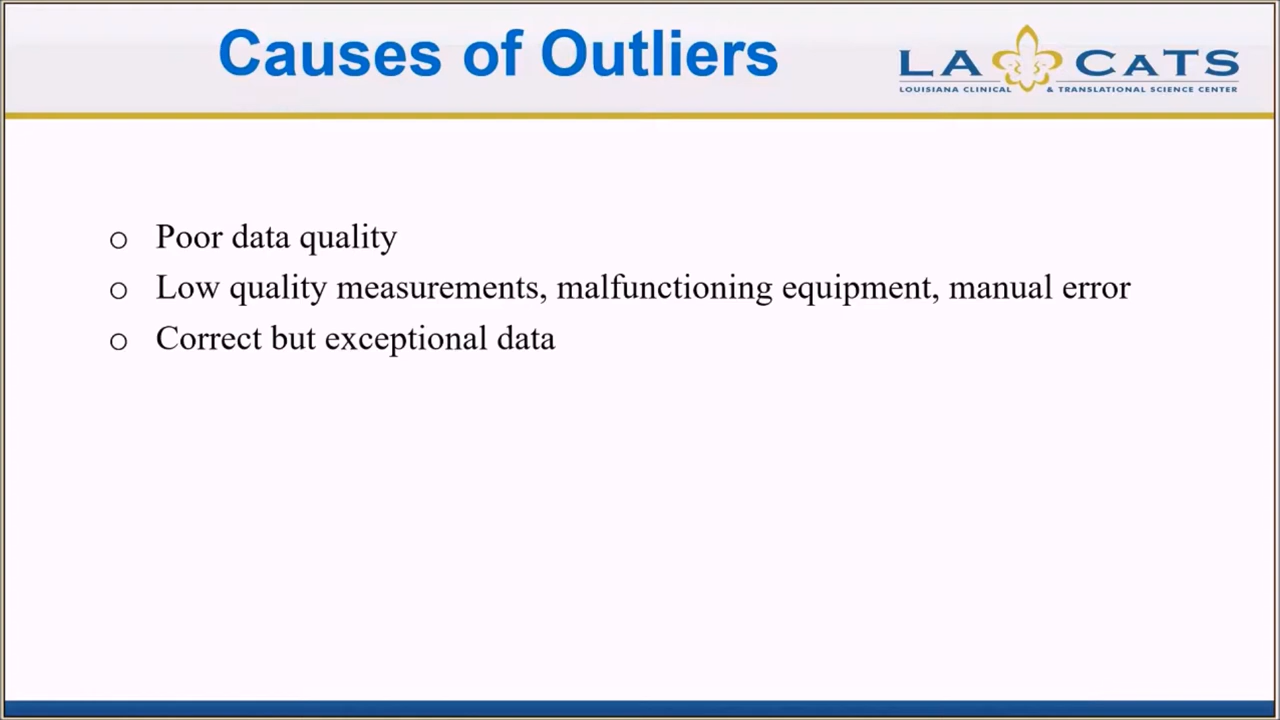 Causes of Outliers
LA CATS
LOUISIANA CLINICAL & TRANSLATIONAL SCIENCE CENTER
o Poor data quality
o Low quality measurements, malfunctioning equipment, manual error
o Correct but exceptional data